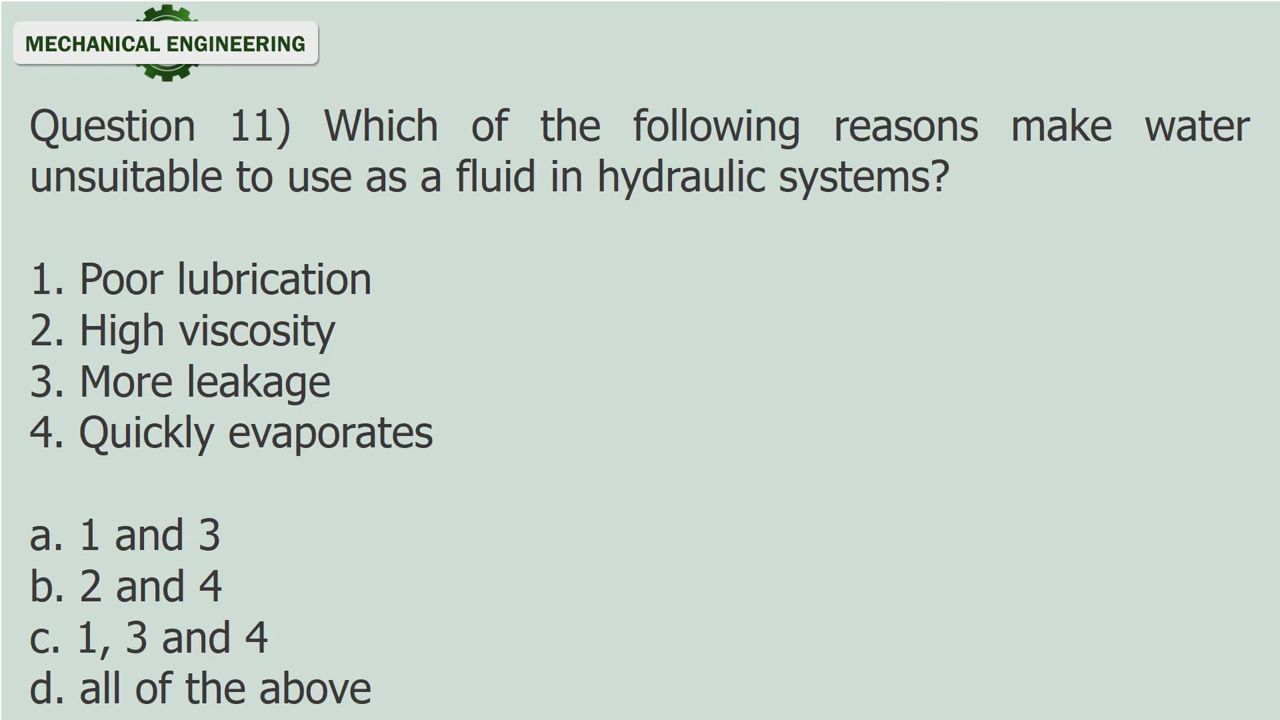 MECHANICAL ENGINEERING
Question 11) Which of the following reasons make water
unsuitable to use as a fluid in hydraulic systems?
1. Poor lubrication
2. High viscosity
3. More leakage
4. Quickly evaporates
a. 1 and 3
b. 2 and 4
c. 1, 3 and 4
d. all of the above